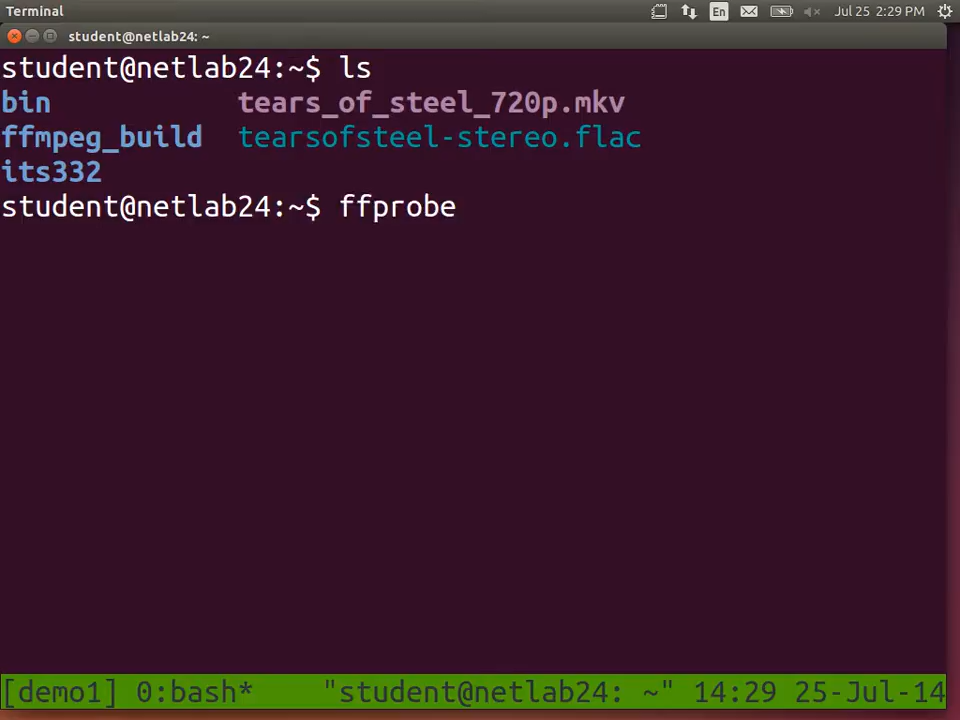 Terminal En Jul 25 2:29 PM
student@netlab24: ~
student@netlab24:~$ ls
bin tears_of_steel_720p.mkv
ffmpeg_build tearsofsteel-stereo.flac
its332
student@netlab24:~$ ffprobe
[demo1] 0:bash* "student@netlab24: ~" 14:29 25-Jul-14